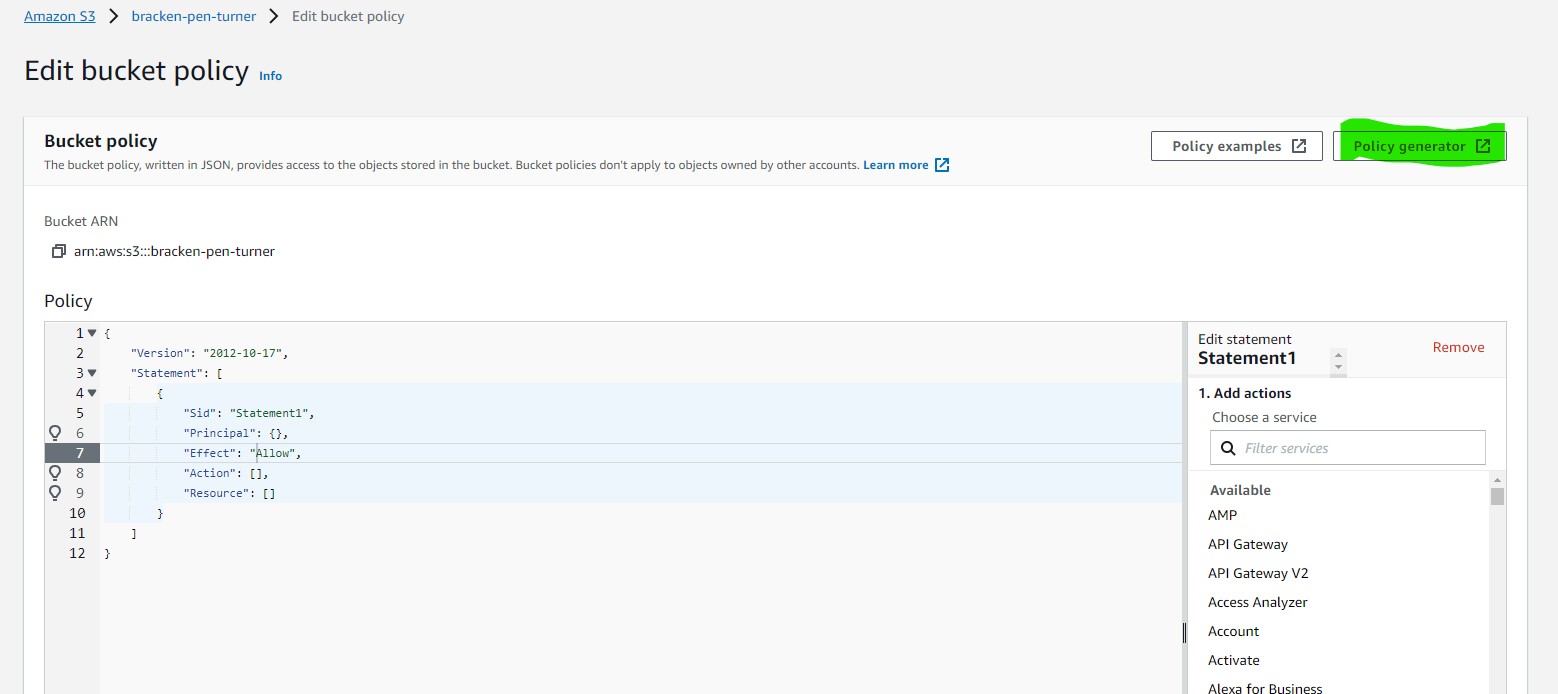 Amazon S3 > bracken-pen-turner > Edit bucket policy
Edit bucket policy Info
Bucket policy
Policy examples
Policy generator
The bucket policy, written in JSON, provides access to the objects stored in the bucket. Bucket policies don't apply to objects owned by other accounts. Learn more
Bucket ARN
arn:aws:s3:::bracken-pen-turner
Policy
1 {
2     "Version": "2012-10-17",
3     "Statement": [
4         {
5             "Sid": "Statement1",
6             "Principal": {},
7             "Effect": "Allow",
8             "Action": [],
9             "Resource": []
10         }
11     ]
12 }
Edit statement
Statement1
Remove
1. Add actions
Choose a service
Filter services
Available
AMP
API Gateway
API Gateway V2
Access Analyzer
Account
Activate
Alexa for Business